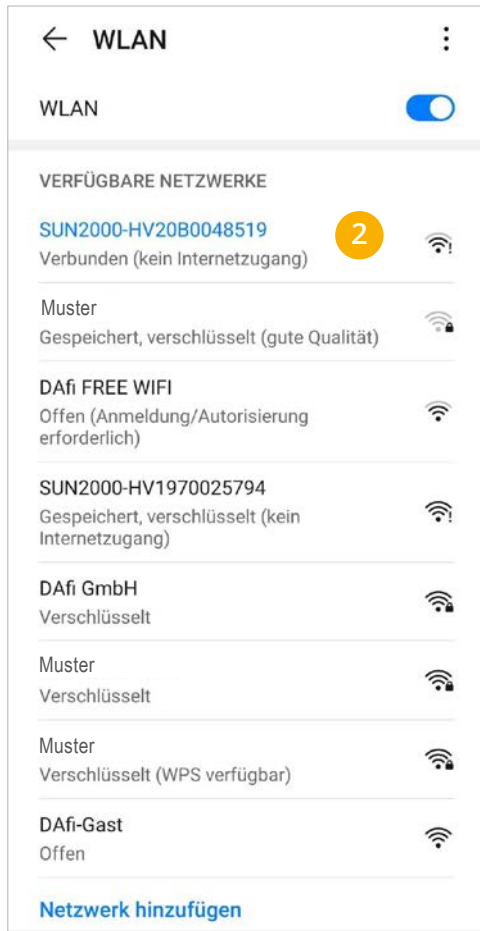 WLAN
WLAN
VERFÜGBARE NETZWERKE
SUN2000-HV20B0048519
2
Verbunden (kein Internetzugang)
Muster
Gespeichert, verschlüsselt (gute Qualität)
DAfi FREE WIFI
Offen (Anmeldung/Autorisierung
erforderlich)
SUN2000-HV1970025794
Gespeichert, verschlüsselt (kein
Internetzugang)
DAfi GmbH
Verschlüsselt
Muster
Verschlüsselt
Muster
Verschlüsselt (WPS verfügbar)
DAfi-Gast
Offen
Netzwerk hinzufügen